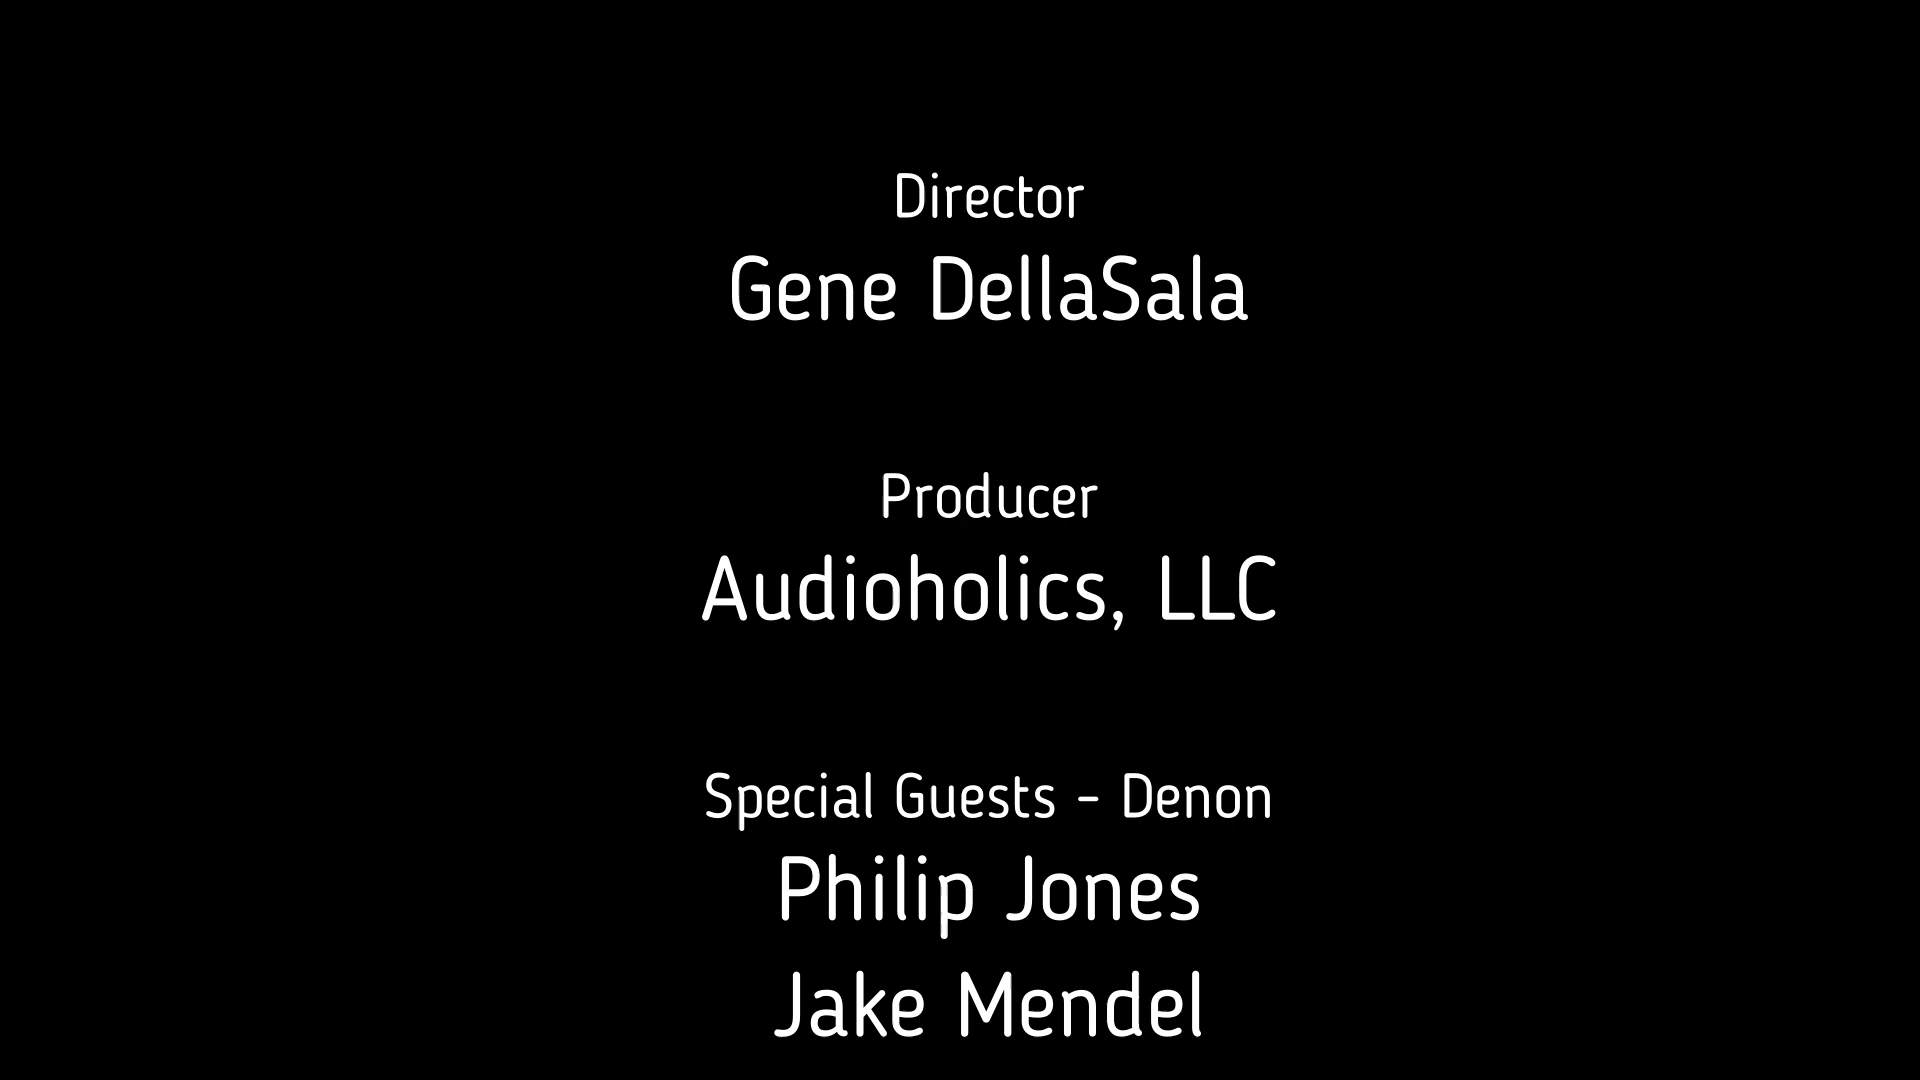 Director
Gene DellaSala
Producer
Audioholics, LLC
Special Guests - Denon
Philip Jones
Jake Mendel